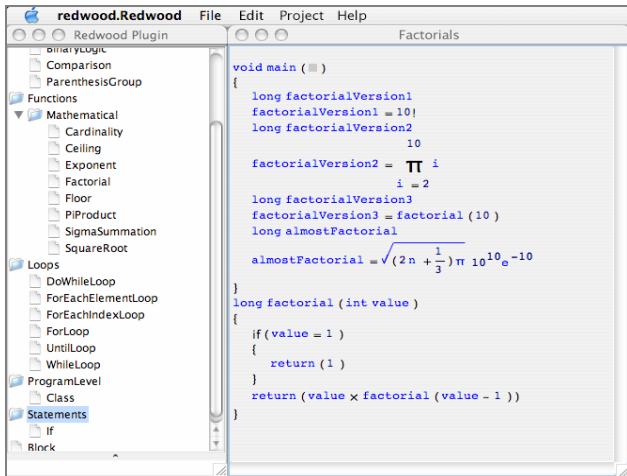 redwood.Redwood File Edit Project Help
Redwood Plugin
BinaryLogic
Comparison
ParenthesisGroup
Functions
Mathematical
Cardinality
Ceiling
Exponent
Factorial
Floor
PiProduct
SigmaSummation
SquareRoot
Loops
DoWhileLoop
ForEachElementLoop
ForEachIndexLoop
ForLoop
UntilLoop
WhileLoop
ProgramLevel
Class
Statements
If
Block
Factorials
void main ( )
{
long factorialVersion1
factorialVersion1 = 10!
long factorialVersion2
10
factorialVersion2 = π i
i = 2
long factorialVersion3
factorialVersion3 = factorial (10)
long almostFactorial
almostFactorial = √(2n + 1/3)π 10^10 e^-10
}
long factorial (int value)
{
if (value = 1)
{
return (1)
}
return (value × factorial (value - 1))
}